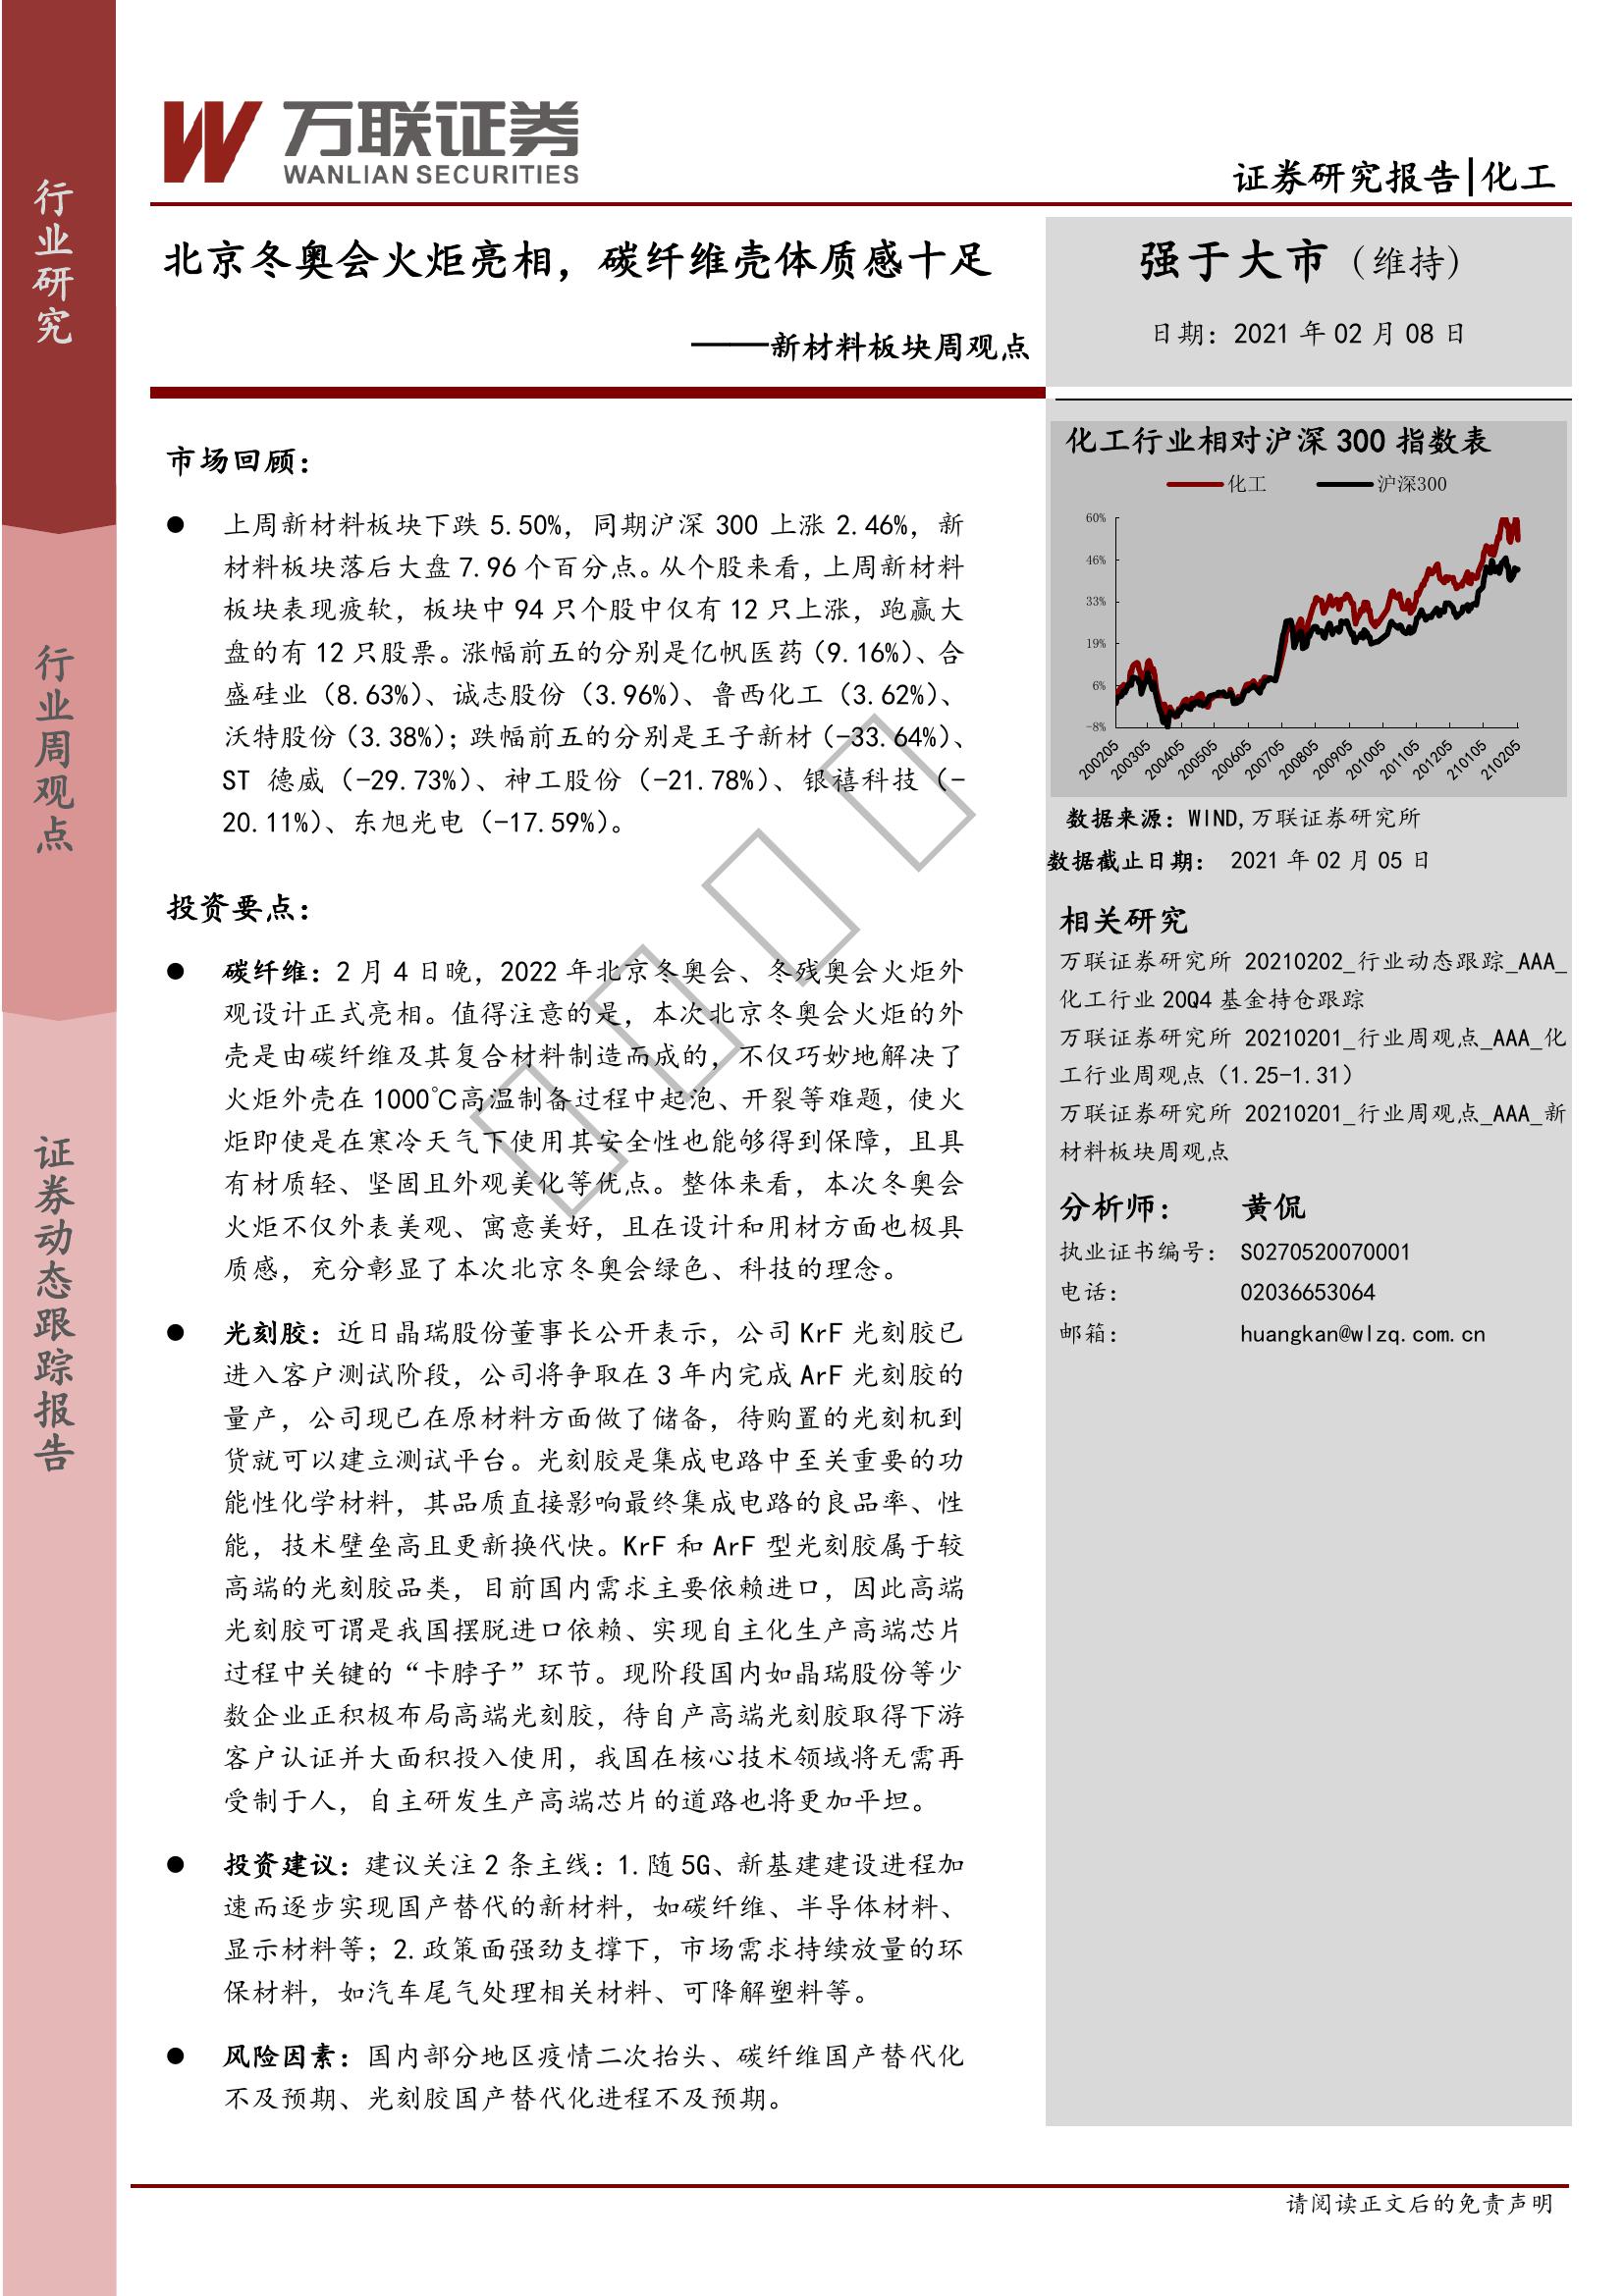 行业研究
行业周观点
证券动态跟踪报告
万联证券
WANLIAN SECURITIES
证券研究报告|化工
北京冬奥会火炬亮相，碳纤维壳体质感十足
——新材料板块周观点
强于大市（维持）
日期：2021 年 02 月 08 日
市场回顾：
● 上周新材料板块下跌 5.50%，同期沪深 300 上涨 2.46%，新
材料板块落后大盘 7.96 个百分点。从个股来看，上周新材料
板块表现疲软，板块中 94 只个股中仅有 12 只上涨，跑赢大
盘的有 12 只股票。涨幅前五的分别是亿帆医药（9.16%）、合
盛硅业（8.63%）、诚志股份（3.96%）、鲁西化工（3.62%）、
沃特股份（3.38%）；跌幅前五的分别是王子新材（-33.64%）、
ST 德威（-29.73%）、神工股份（-21.78%）、银禧科技（-
20.11%）、东旭光电（-17.59%）。
投资要点：
● 碳纤维：2 月 4 日晚，2022 年北京冬奥会、冬残奥会火炬外
观设计正式亮相。值得注意的是，本次北京冬奥会火炬的外
壳是由碳纤维及其复合材料制造而成的，不仅巧妙地解决了
火炬外壳在 1000℃高温制备过程中起泡、开裂等难题，使火
炬即使是在寒冷天气下使用其安全性也能够得到保障，且具
有材质轻、坚固且外观美化等优点。整体来看，本次冬奥会
火炬不仅外表美观、寓意美好，且在设计和用材方面也极具
质感，充分彰显了本次北京冬奥会绿色、科技的理念。
● 光刻胶：近日晶瑞股份董事长公开表示，公司 KrF 光刻胶已
进入客户测试阶段，公司将争取在 3 年内完成 ArF 光刻胶的
量产，公司现已在原材料方面做了储备，待购置的光刻机到
货就可以建立测试平台。光刻胶是集成电路中至关重要的功
能性化学材料，其品质直接影响最终集成电路的良品率、性
能，技术壁垒高且更新换代快。KrF 和 ArF 型光刻胶属于较
高端的光刻胶品类，目前国内需求主要依赖进口，因此高端
光刻胶可谓是我国摆脱进口依赖、实现自主化生产高端芯片
过程中关键的“卡脖子”环节。现阶段国内如晶瑞股份等少
数企业正积极布局高端光刻胶，待自产高端光刻胶取得下游
客户认证并大面积投入使用，我国在核心技术领域将无需再
受制于人，自主研发生产高端芯片的道路也将更加平坦。
● 投资建议：建议关注 2 条主线：1.随 5G、新基建建设进程加
速而逐步实现国产替代的新材料，如碳纤维、半导体材料、
显示材料等；2.政策面强劲支撑下，市场需求持续放量的环
保材料，如汽车尾气处理相关材料、可降解塑料等。
● 风险因素：国内部分地区疫情二次抬头、碳纤维国产替代化
不及预期、光刻胶国产替代化进程不及预期。
化工行业相对沪深 300 指数表
化工 沪深300
60%
46%
33%
19%
6%
-8%
200205 200305 200405 200505 200605 200705 200805 200905 201005 201105 201205 210105 210205
数据来源：WIND,万联证券研究所
数据截止日期： 2021 年 02 月 05 日
相关研究
万联证券研究所 20210202_行业动态跟踪_AAA_
化工行业 20Q4 基金持仓跟踪
万联证券研究所 20210201_行业周观点_AAA_化
工行业周观点（1.25-1.31）
万联证券研究所 20210201_行业周观点_AAA_新
材料板块周观点
分析师： 黄侃
执业证书编号： S0270520070001
电话： 02036653064
邮箱： huangkan@wlzq.com.cn
请阅读正文后的免责声明